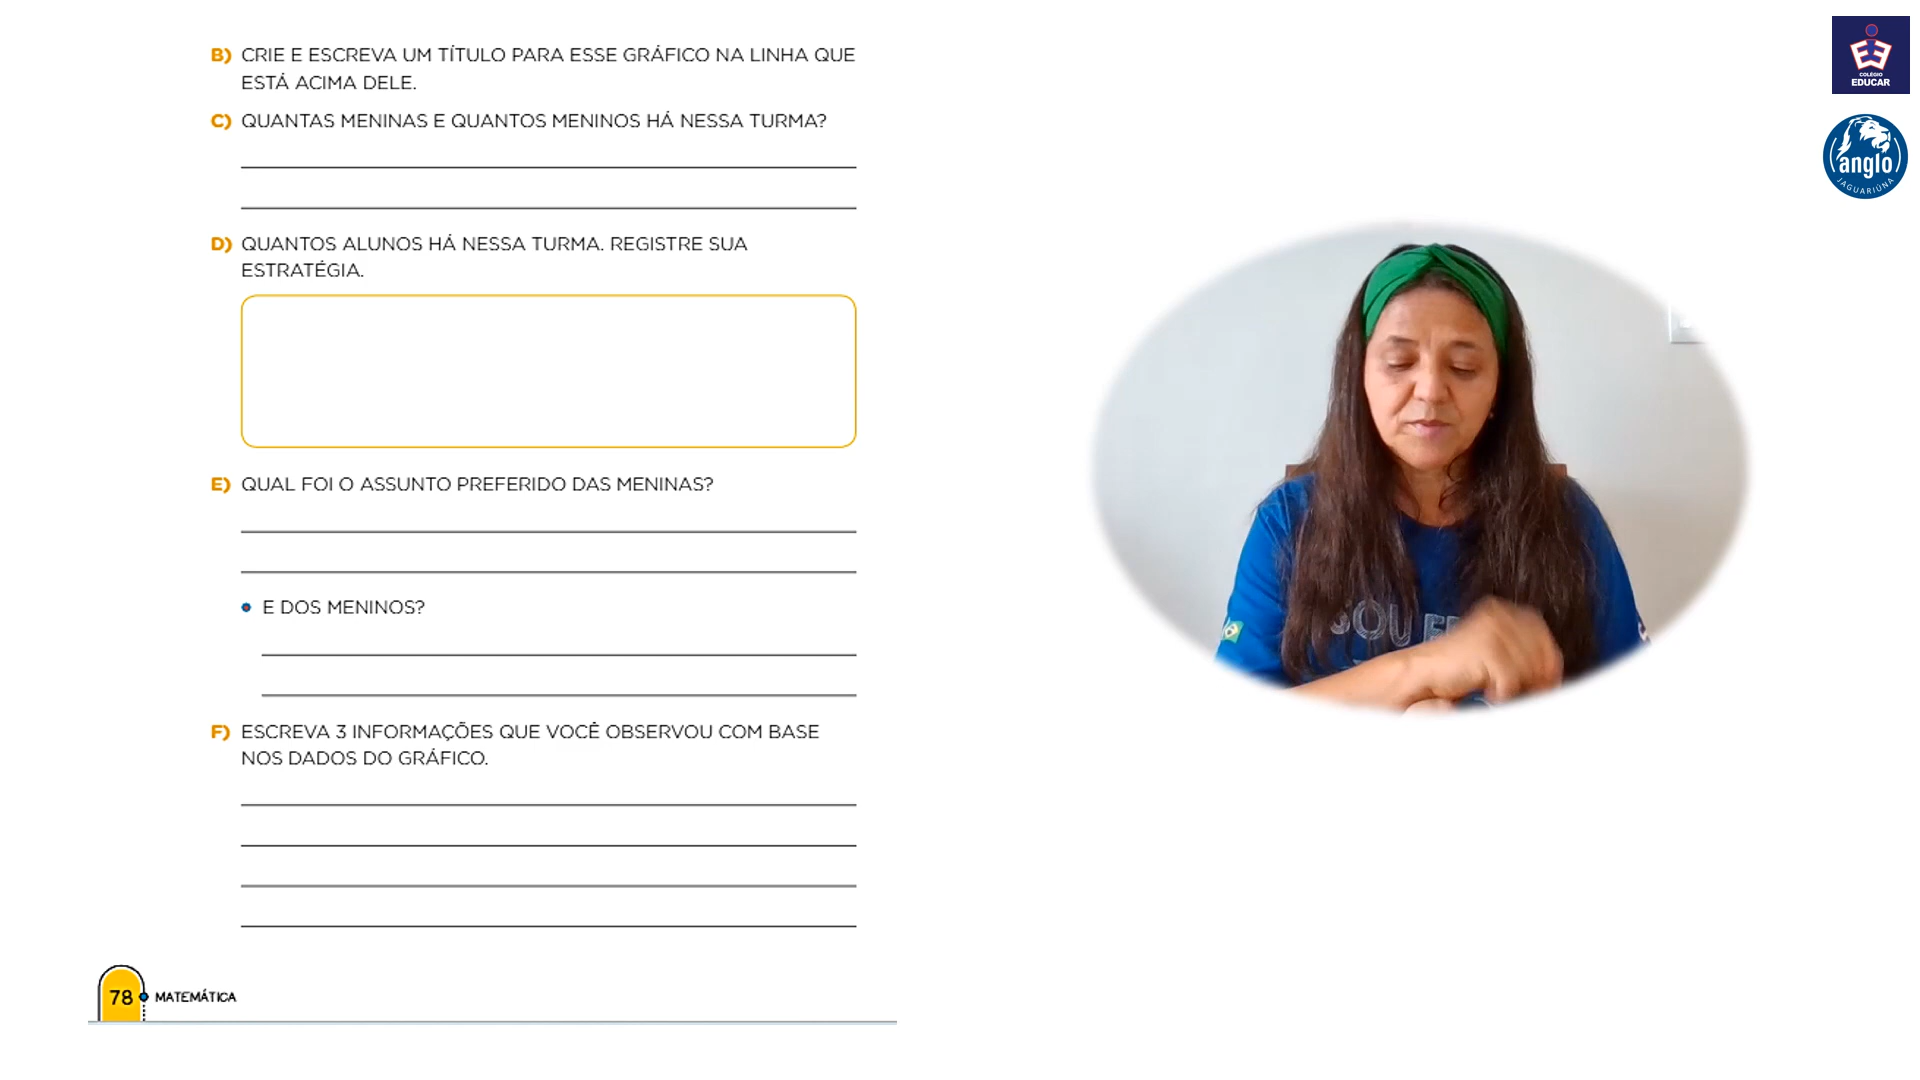 B) CRIE E ESCREVA UM TÍTULO PARA ESSE GRÁFICO NA LINHA QUE
ESTÁ ACIMA DELE.
C) QUANTAS MENINAS E QUANTOS MENINOS HÁ NESSA TURMA?
D) QUANTOS ALUNOS HÁ NESSA TURMA. REGISTRE SUA
ESTRATÉGIA.
E) QUAL FOI O ASSUNTO PREFERIDO DAS MENINAS?
E DOS MENINOS?
F) ESCREVA 3 INFORMAÇÕES QUE VOCÊ OBSERVOU COM BASE
NOS DADOS DO GRÁFICO.
78 MATEMÁTICA
COLÉGIO
EDUCAR
anglo
JAGUARIÚNA
SOU